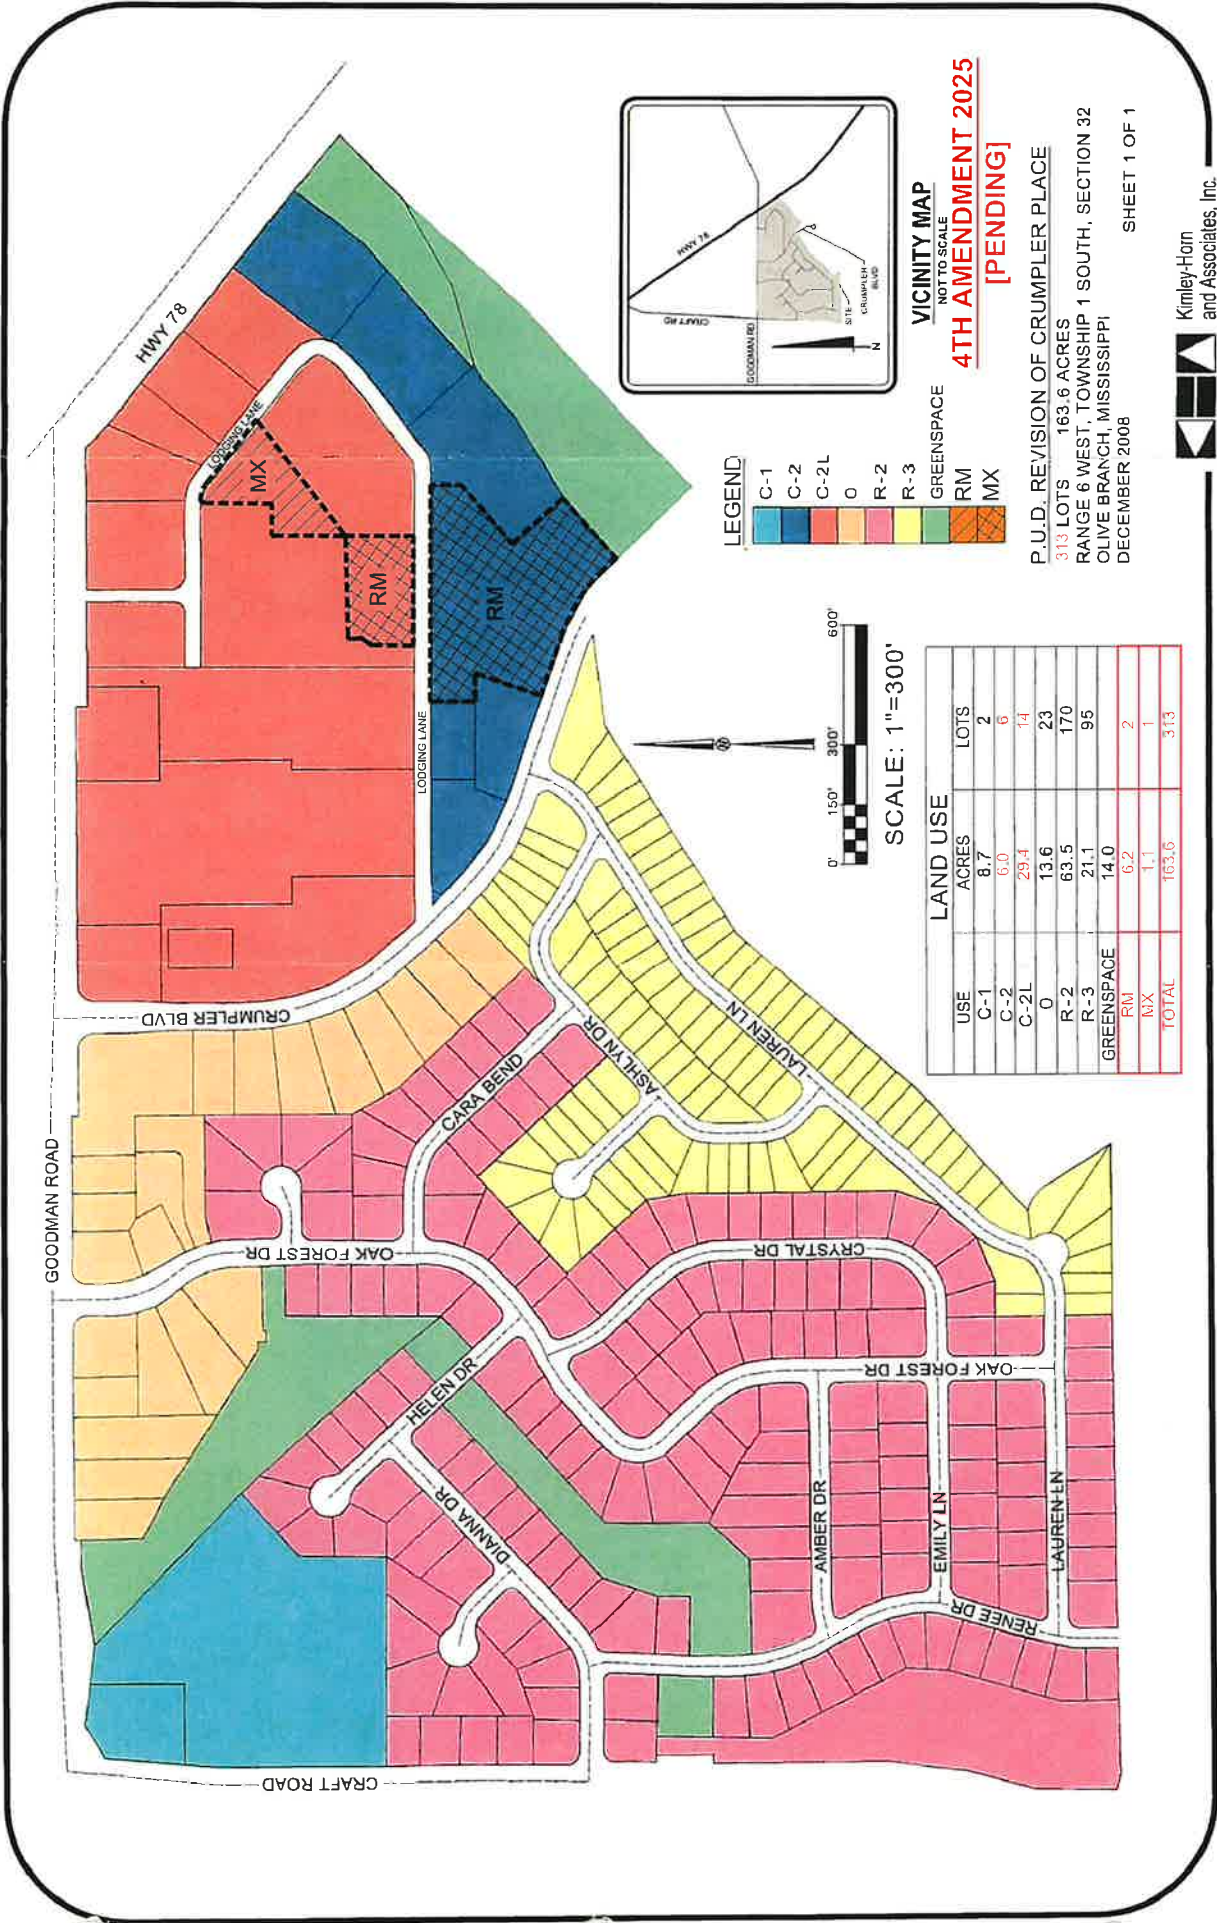 GOODMAN ROAD
HWY 78
LODGING LANE
MX
RM
RM
LODGING LANE
CRUMPLER BLVD
OAK FOREST DR
CARA BEND
ASHLYN DR
LAUREN LN
HELEN DR
DIANNA DR
CRYSTAL DR
OAK FOREST DR
AMBER DR
EMILY LN
LAUREN LN
RENEE DR
CRAFT ROAD
HWY 78
CRAFT RD
GOODMAN RD
SITE
CRUMPLER
BLVD
N
VICINITY MAP
NOT TO SCALE
4TH AMENDMENT 2025
[PENDING]
LEGEND
C-1
C-2
C-2L
O
R-2
R-3
GREENSPACE
RM
MX
P.U.D. REVISION OF CRUMPLER PLACE
313 LOTS 163.6 ACRES
RANGE 6 WEST, TOWNSHIP 1 SOUTH, SECTION 32
OLIVE BRANCH, MISSISSIPPI
DECEMBER 2008
SHEET 1 OF 1
0' 150' 300' 600'
SCALE: 1"=300'
LAND USE
USE ACRES LOTS
C-1 8.7 2
C-2 6.0 6
C-2L 29.4 14
O 13.6 23
R-2 63.5 170
R-3 21.1 95
GREENSPACE 14.0
RM 6.2 2
MX 1.1 1
TOTAL 163.6 313
Kimley-Horn
and Associates, Inc.